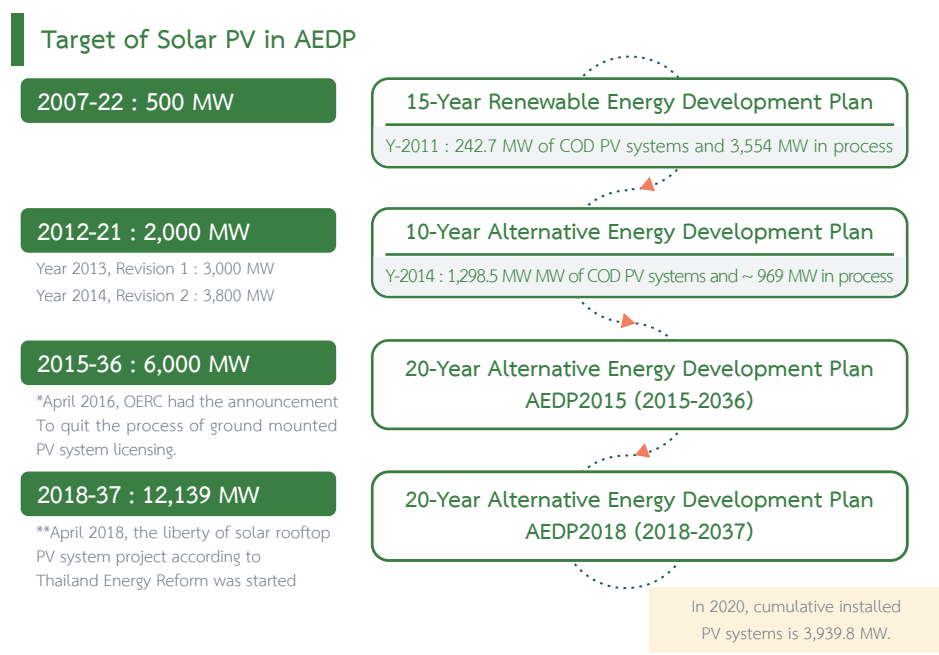 Target of Solar PV in AEDP
2007-22 : 500 MW
15-Year Renewable Energy Development Plan
Y-2011 : 242.7 MW of COD PV systems and 3,554 MW in process
2012-21 : 2,000 MW
Year 2013, Revision 1 : 3,000 MW
Year 2014, Revision 2 : 3,800 MW
10-Year Alternative Energy Development Plan
Y-2014 : 1,298.5 MW MW of COD PV systems and ~ 969 MW in process
2015-36 : 6,000 MW
*April 2016, OERC had the announcement
To quit the process of ground mounted
PV system licensing.
20-Year Alternative Energy Development Plan
AEDP2015 (2015-2036)
2018-37 : 12,139 MW
**April 2018, the liberty of solar rooftop
PV system project according to
Thailand Energy Reform was started
20-Year Alternative Energy Development Plan
AEDP2018 (2018-2037)
In 2020, cumulative installed
PV systems is 3,939.8 MW.